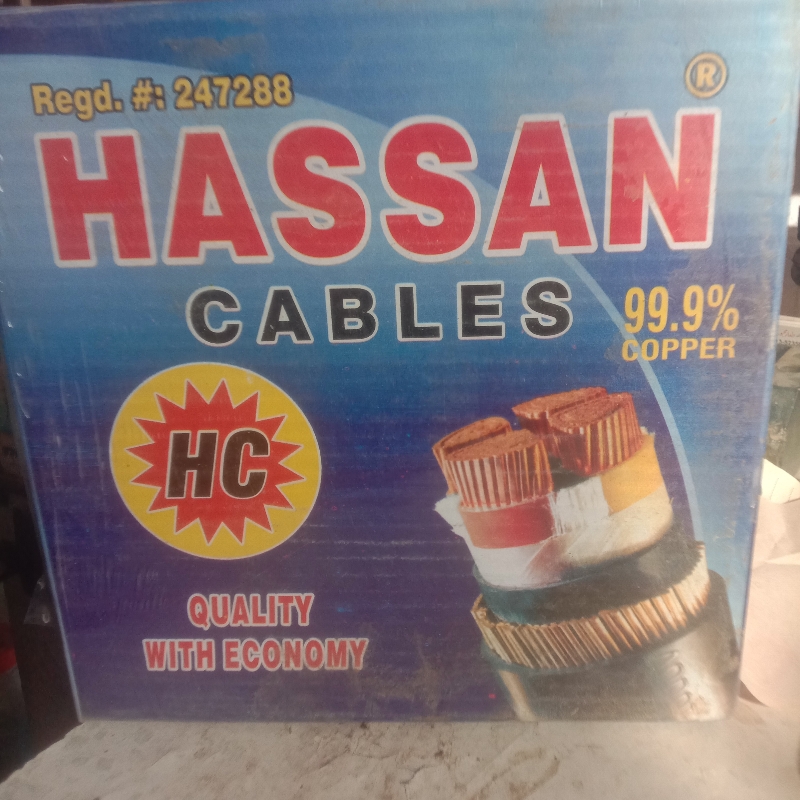 Regd. #: 247288
®
HASSAN
CABLES
99.9%
COPPER
HC
QUALITY
WITH ECONOMY